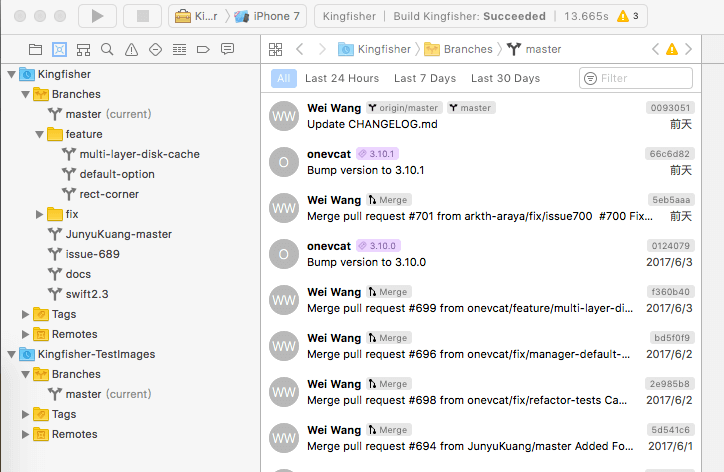 Ki...r
iPhone 7
Kingfisher | Build Kingfisher: Succeeded | 13.665s 3
Kingfisher
Branches
master
All
Last 24 Hours
Last 7 Days
Last 30 Days
Filter
Kingfisher
Branches
master (current)
feature
multi-layer-disk-cache
default-option
rect-corner
fix
JunyuKuang-master
issue-689
docs
swift2.3
Tags
Remotes
Kingfisher-TestImages
Branches
master (current)
Tags
Remotes
WW
Wei Wang origin/master master 0093051
Update CHANGELOG.md 前天
O
onevcat 3.10.1 66c6d82
Bump version to 3.10.1 前天
WW
Wei Wang Merge 5eb5aaa
Merge pull request #701 from arkth-araya/fix/issue700 #700 Fix... 前天
O
onevcat 3.10.0 0124079
Bump version to 3.10.0 2017/6/3
WW
Wei Wang Merge f360b40
Merge pull request #699 from onevcat/feature/multi-layer-di... 2017/6/3
WW
Wei Wang Merge bd5f0f9
Merge pull request #696 from onevcat/fix/manager-default-... 2017/6/2
WW
Wei Wang Merge 2e985b8
Merge pull request #698 from onevcat/fix/refactor-tests Ca... 2017/6/2
WW
Wei Wang Merge 5d541c6
Merge pull request #694 from JunyuKuang/master Added Fo... 2017/6/1